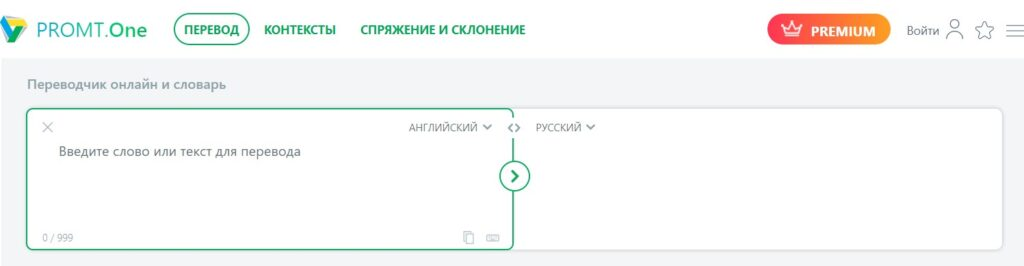 PROMT.One ПЕРЕВОД КОНТЕКСТЫ СПРЯЖЕНИЕ И СКЛОНЕНИЕ PREMIUM Войти
Переводчик онлайн и словарь
АНГЛИЙСКИЙ РУССКИЙ
Введите слово или текст для перевода
0 / 999